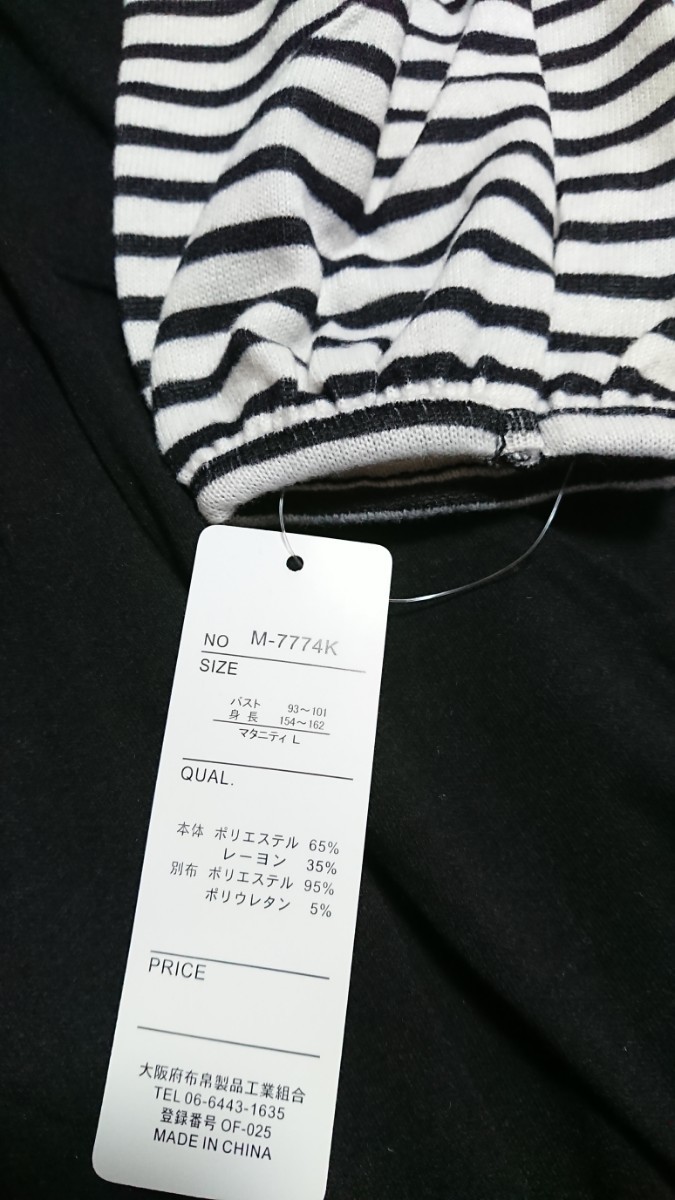 NO M-7774K
SIZE
バスト 93〜101
身長 154〜162
マタニティ L
QUAL.
本体 ポリエステル 65%
レーヨン 35%
別布 ポリエステル 95%
ポリウレタン 5%
PRICE
大阪府布帛製品工業組合
TEL 06-6443-1635
登録番号 OF-025
MADE IN CHINA